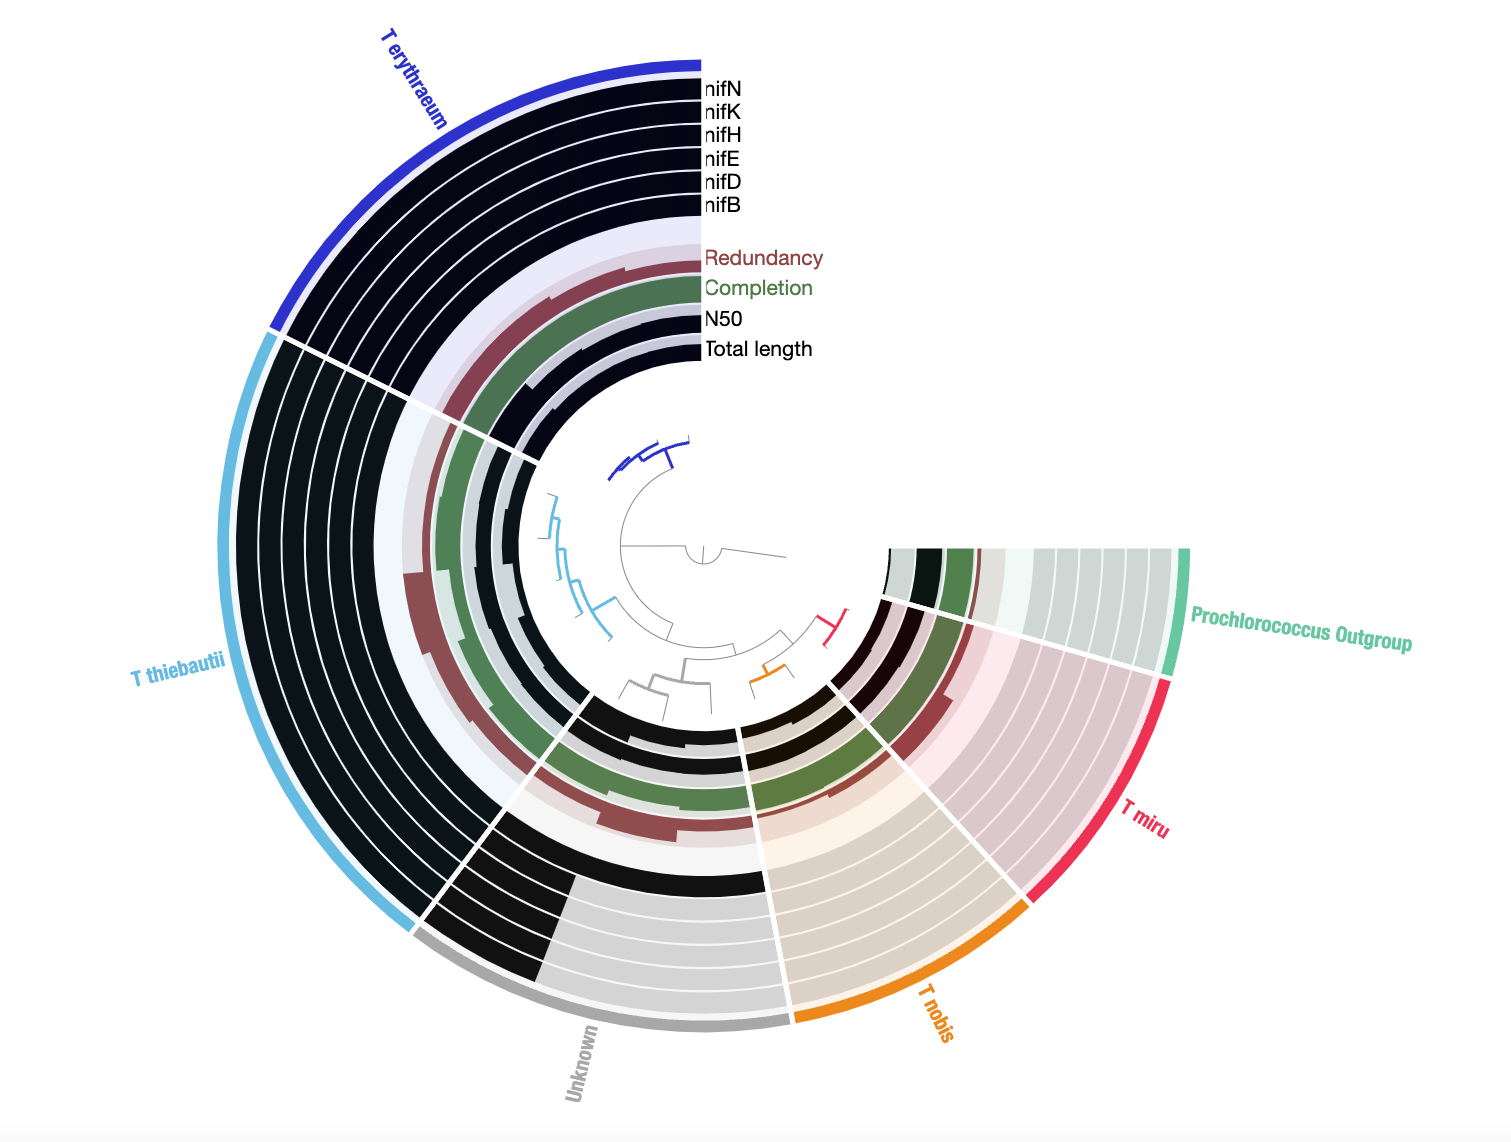 T erythraeum
nifN
nifK
nifH
nifE
nifD
nifB
Redundancy
Completion
N50
Total length
Prochlorococcus Outgroup
T thiebautii
T miru
T nobis
Unknown